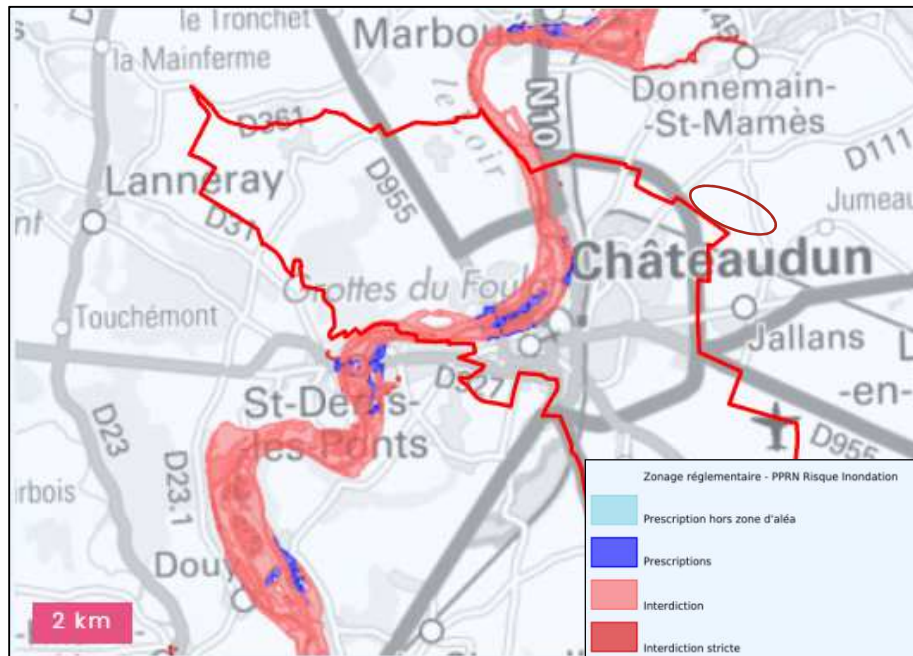 le Tronchet
la Mainferme
Marbou
D361
le Loir
N10
Donnemain-
-St-Mamès
D111
Lanneray
D955
Jumeau
D31
Châteaudun
Grottes du Foul
Touchémont
Jallans
L
-en-
D927
St-Denis-
-les-Ponts
D23
D955
D23.1
rbois
Douy
2 km
Zonage réglementaire - PPRN Risque Inondation
Prescription hors zone d'aléa
Prescriptions
Interdiction
Interdiction stricte